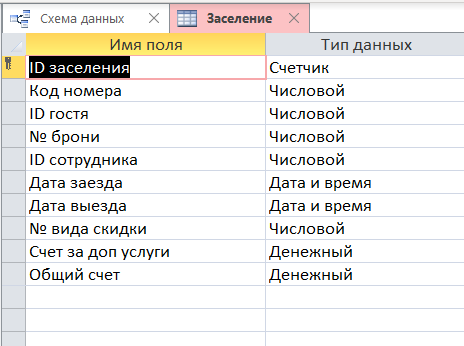 Схема данных Заселение
Имя поля Тип данных
ID заселения Счетчик
Код номера Числовой
ID гостя Числовой
№ брони Числовой
ID сотрудника Числовой
Дата заезда Дата и время
Дата выезда Дата и время
№ вида скидки Числовой
Счет за доп услуги Денежный
Общий счет Денежный